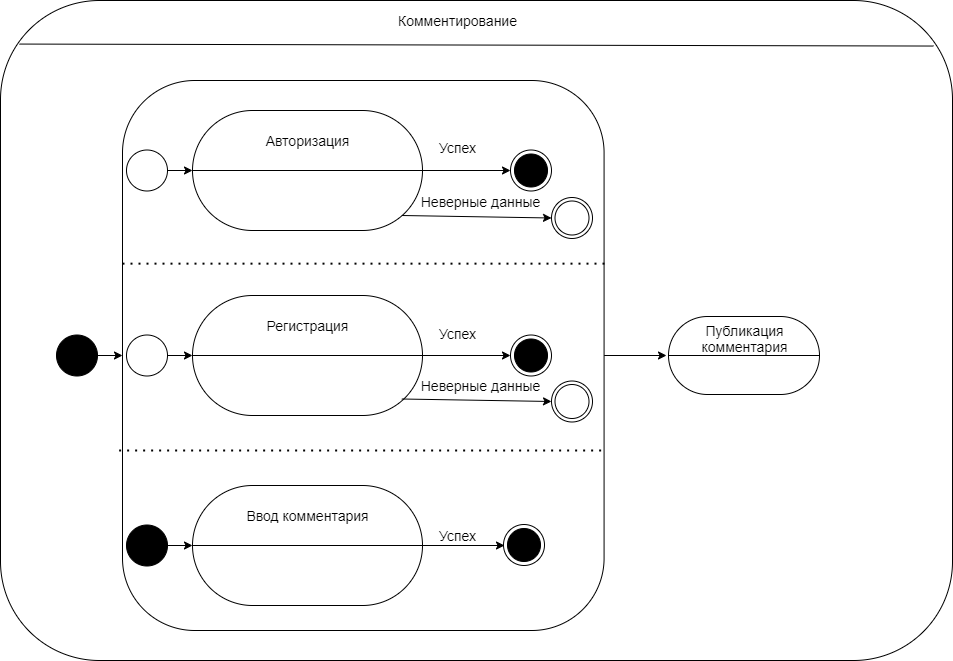 Комментирование
Авторизация
Успех
Неверные данные
Регистрация
Успех
Неверные данные
Публикация
комментария
Ввод комментария
Успех